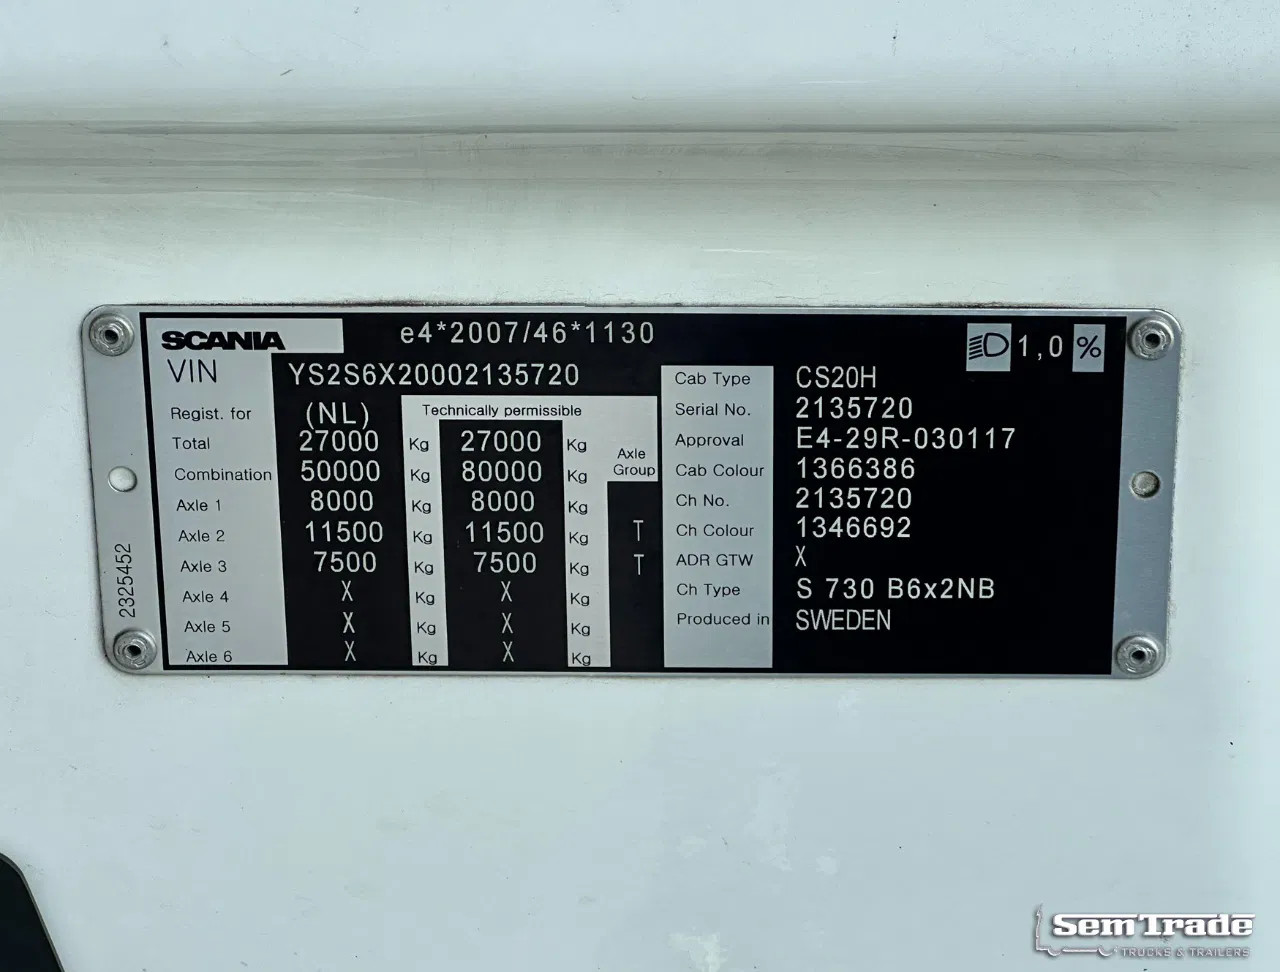 SCANIA e4*2007/46*1130 1,0 %
VIN YS2S6X20002135720
Regist. for (NL) Technically permissible
Total 27000 Kg 27000 Kg
Combination 50000 Kg 80000 Kg Axle Group
Axle 1 8000 Kg 8000 Kg
Axle 2 11500 Kg 11500 Kg T
Axle 3 7500 Kg 7500 Kg T
Axle 4 X Kg X Kg
Axle 5 X Kg X Kg
Axle 6 X Kg X Kg
Cab Type CS20H
Serial No. 2135720
Approval E4-29R-030117
Cab Colour 1366386
Ch No. 2135720
Ch Colour 1346692
ADR GTW X
Ch Type S 730 B6x2NB
Produced in SWEDEN
2325452
SemTrade
TRUCKS & TRAILERS